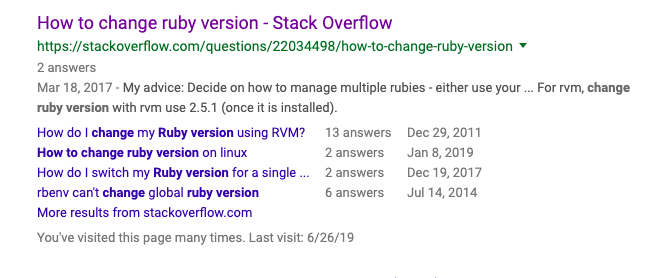 How to change ruby version - Stack Overflow
https://stackoverflow.com/questions/22034498/how-to-change-ruby-version
2 answers
Mar 18, 2017 - My advice: Decide on how to manage multiple rubies - either use your ... For rvm, change
ruby version with rvm use 2.5.1 (once it is installed).
How do I change my Ruby version using RVM? 13 answers Dec 29, 2011
How to change ruby version on linux 2 answers Jan 8, 2019
How do I switch my Ruby version for a single ... 2 answers Dec 19, 2017
rbenv can't change global ruby version 6 answers Jul 14, 2014
More results from stackoverflow.com
You've visited this page many times. Last visit: 6/26/19